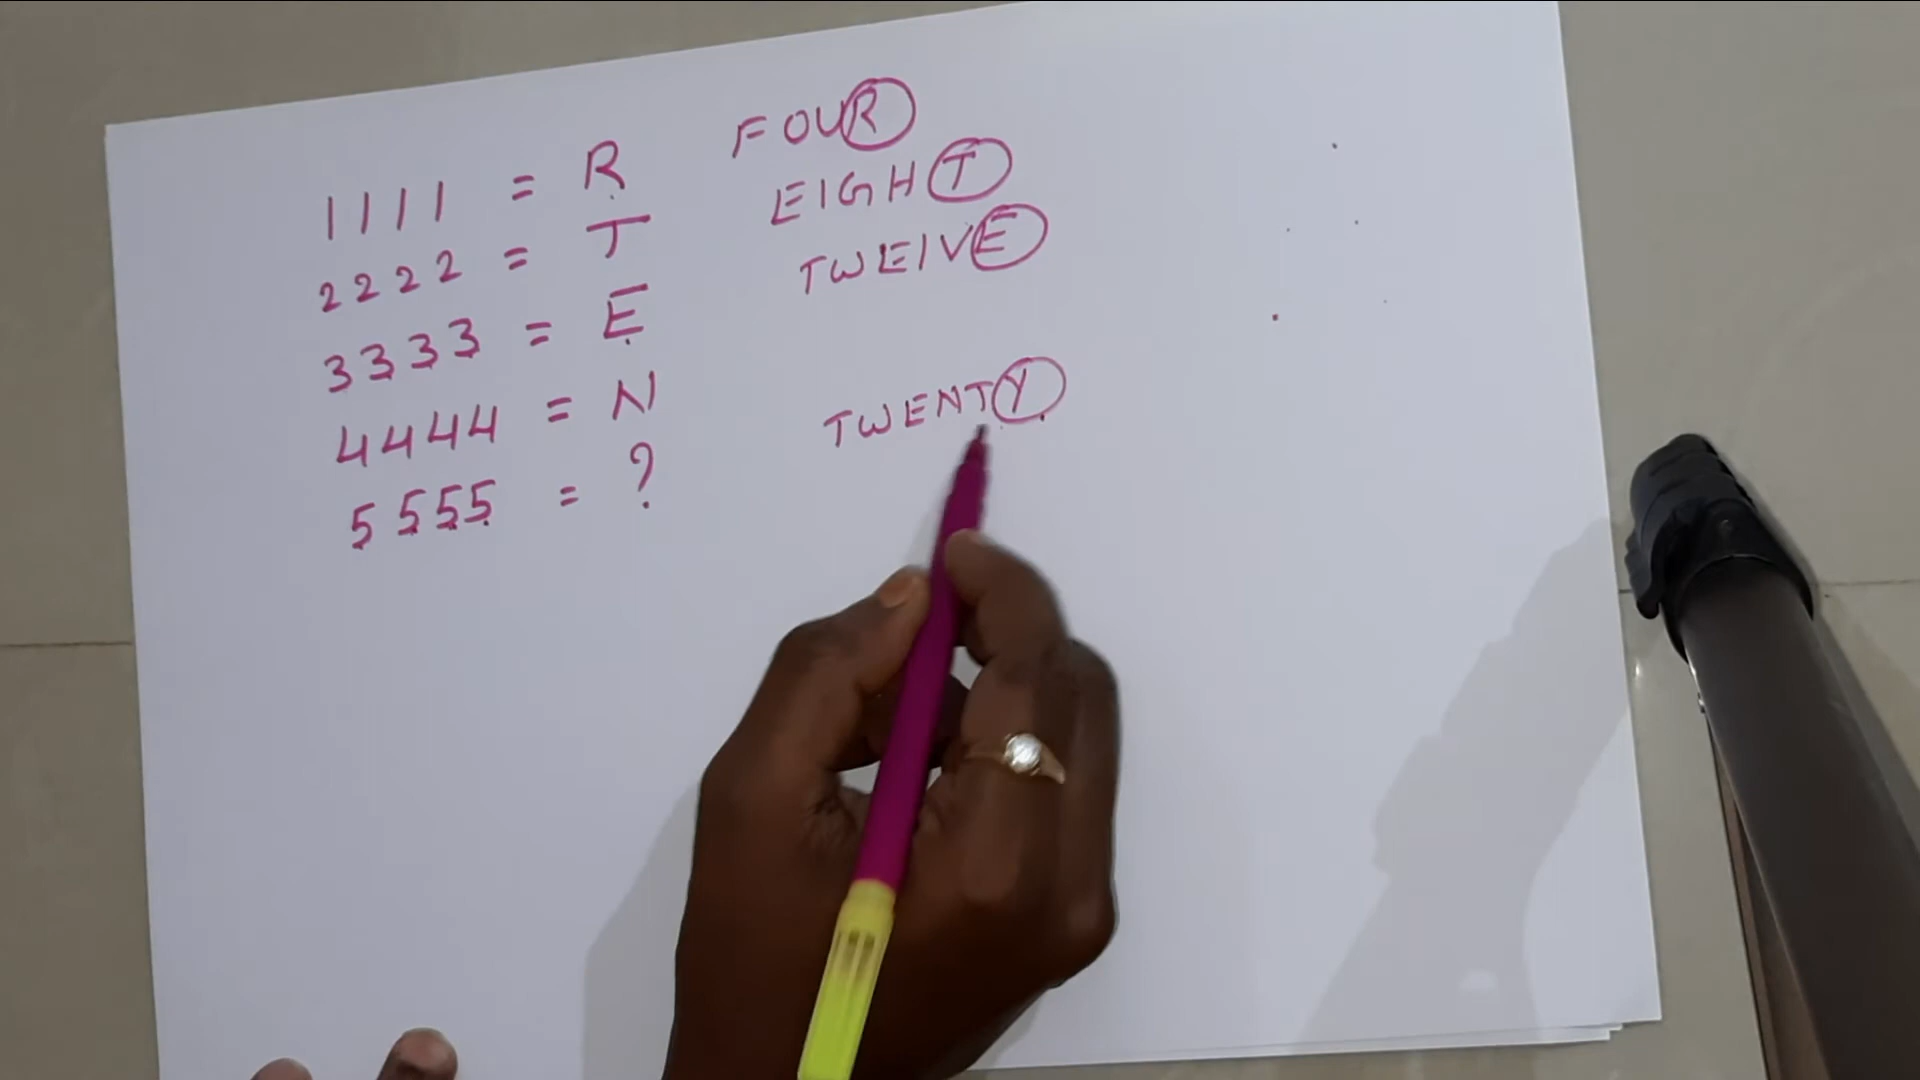 1111 = R FOUR
2222 = T EIGHT
3333 = E TWEIVE
4444 = N
5555 = ? TWENTY